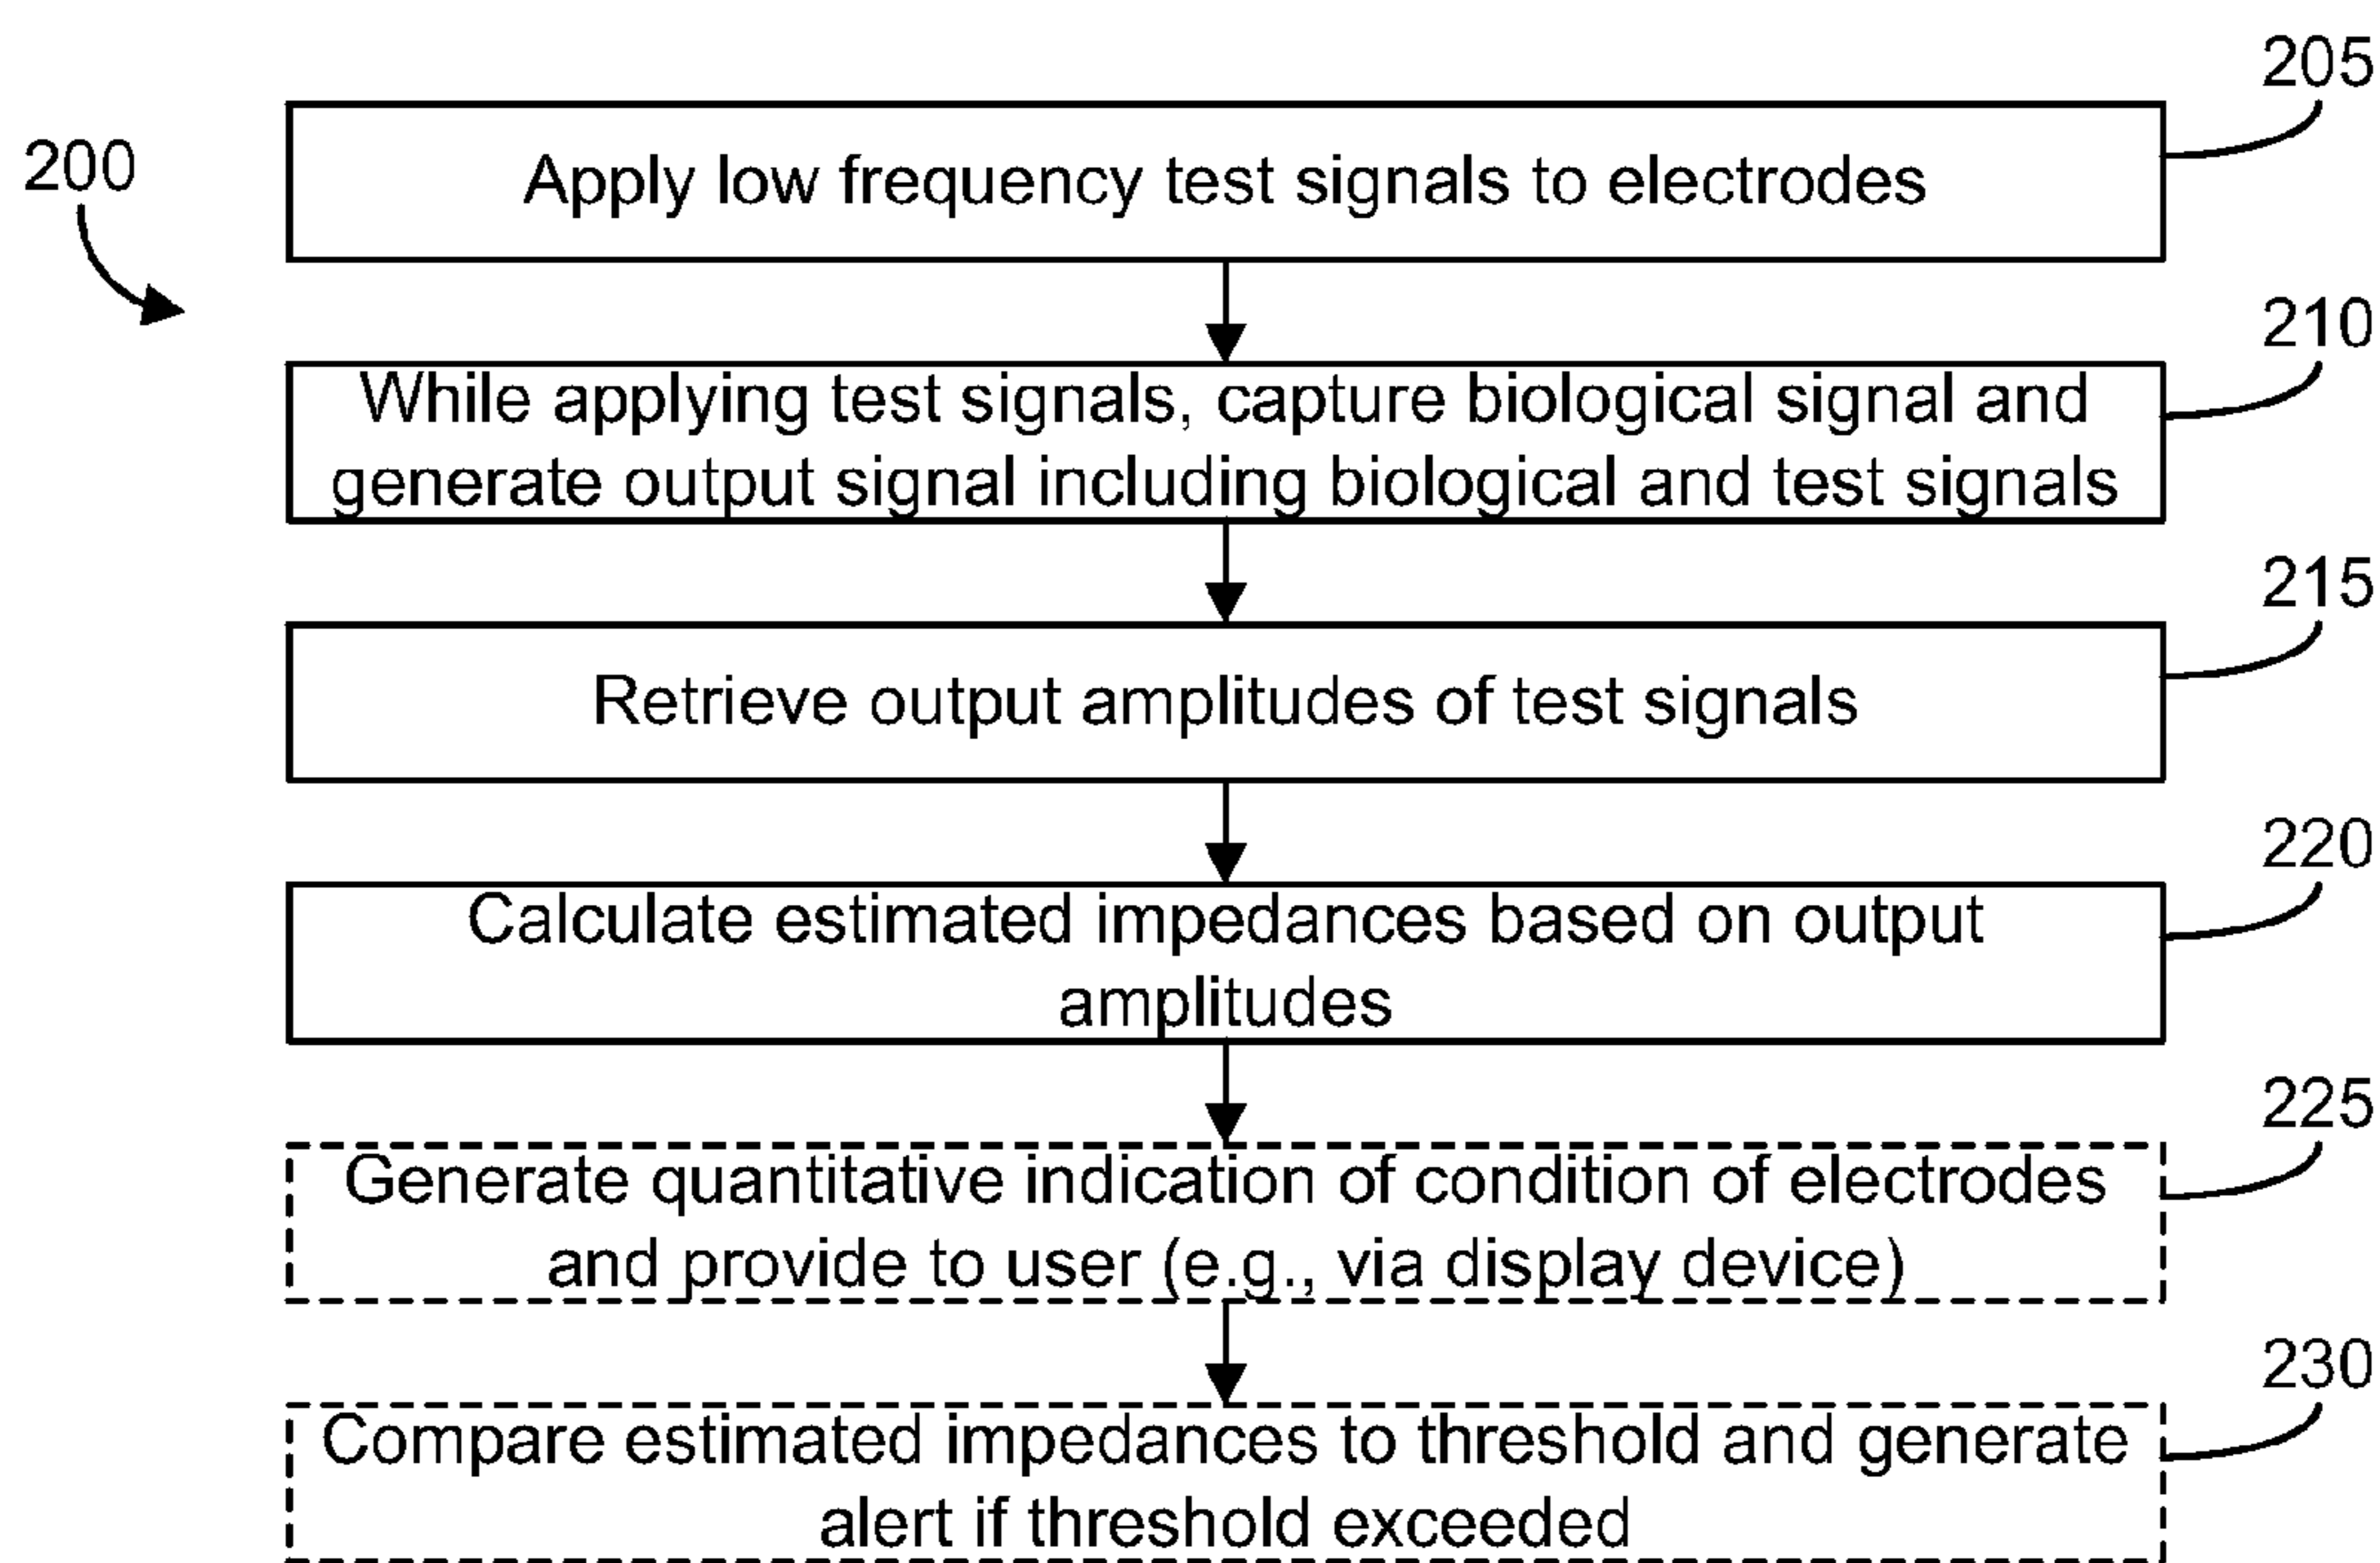 205
200
Apply low frequency test signals to electrodes
210
While applying test signals, capture biological signal and
generate output signal including biological and test signals
215
Retrieve output amplitudes of test signals
220
Calculate estimated impedances based on output
amplitudes
225
Generate quantitative indication of condition of electrodes
and provide to user (e.g., via display device)
230
Compare estimated impedances to threshold and generate
alert if threshold exceeded